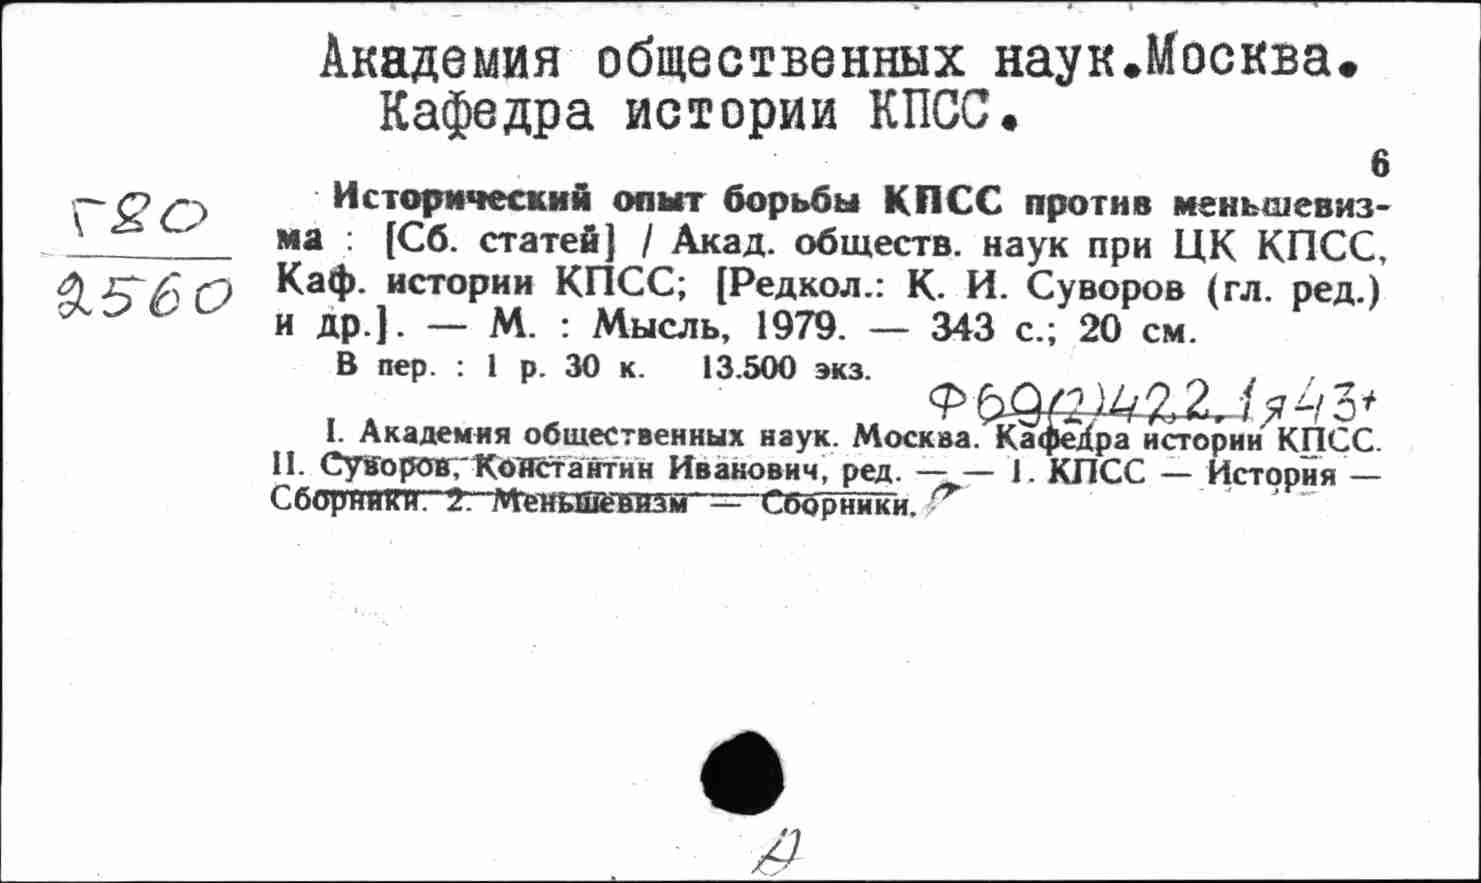 Академия общественных наук.Москва.
Кафедра истории КПСС.
6
Г80
2560
Исторический опыт борьбы КПСС против меньшевиз-
ма : [Сб. статей] / Акад. обществ. наук при ЦК КПСС,
Каф. истории КПСС; [Редкол.: К. И. Суворов (гл. ред.)
и др.]. — М. : Мысль, 1979. — 343 с.; 20 см.
В пер. : 1 р. 30 к. 13.500 экз.
Ф69(2)422.1я43+
I. Академия общественных наук. Москва. Кафедра истории КПСС.
II. Суворов, Константин Иванович, ред. — — 1. КПСС — История —
Сборники. 2. Меньшевизм — Сборники.